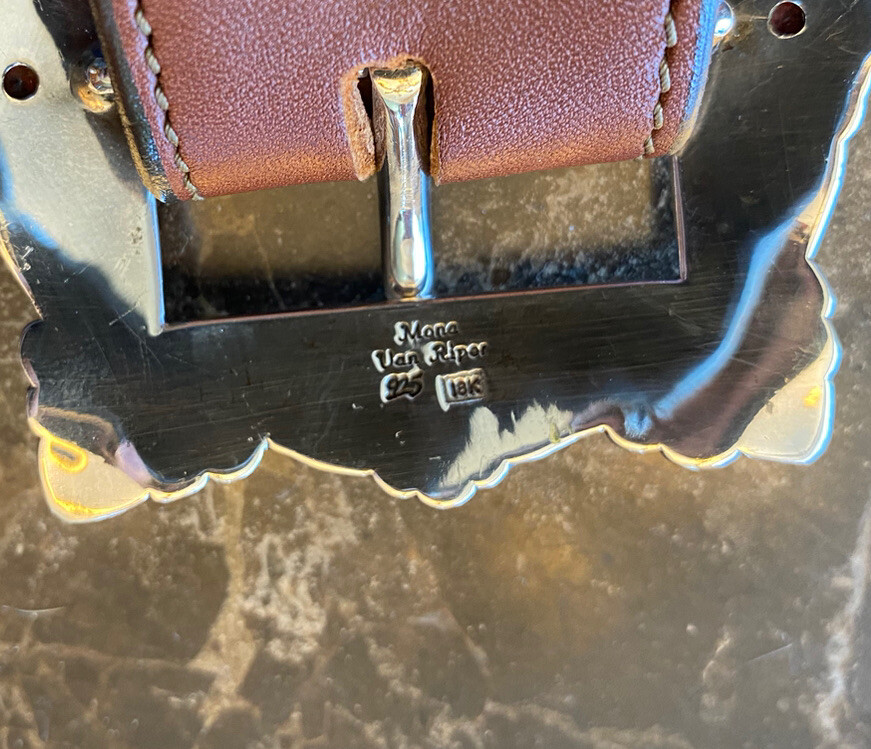 Mona
Van Riper
925 18K